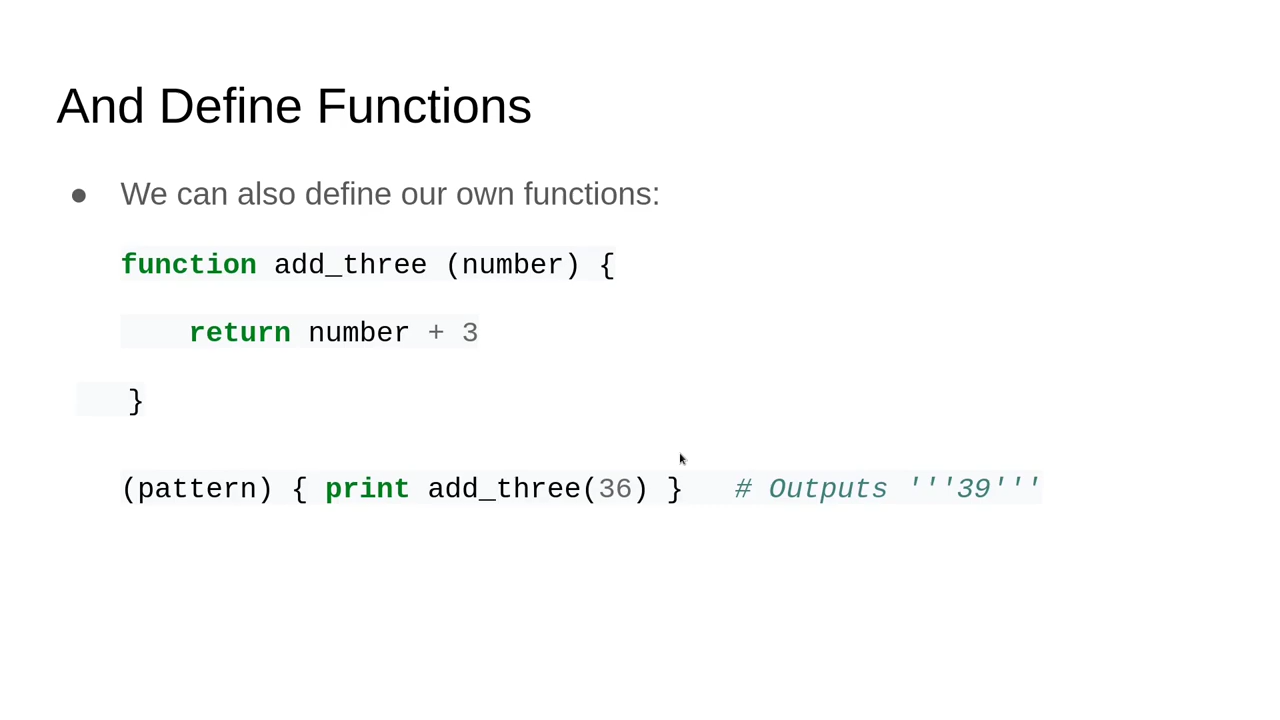 And Define Functions
● We can also define our own functions:
function add_three (number) {
    return number + 3
}
(pattern) { print add_three(36) }   # Outputs '''39'''